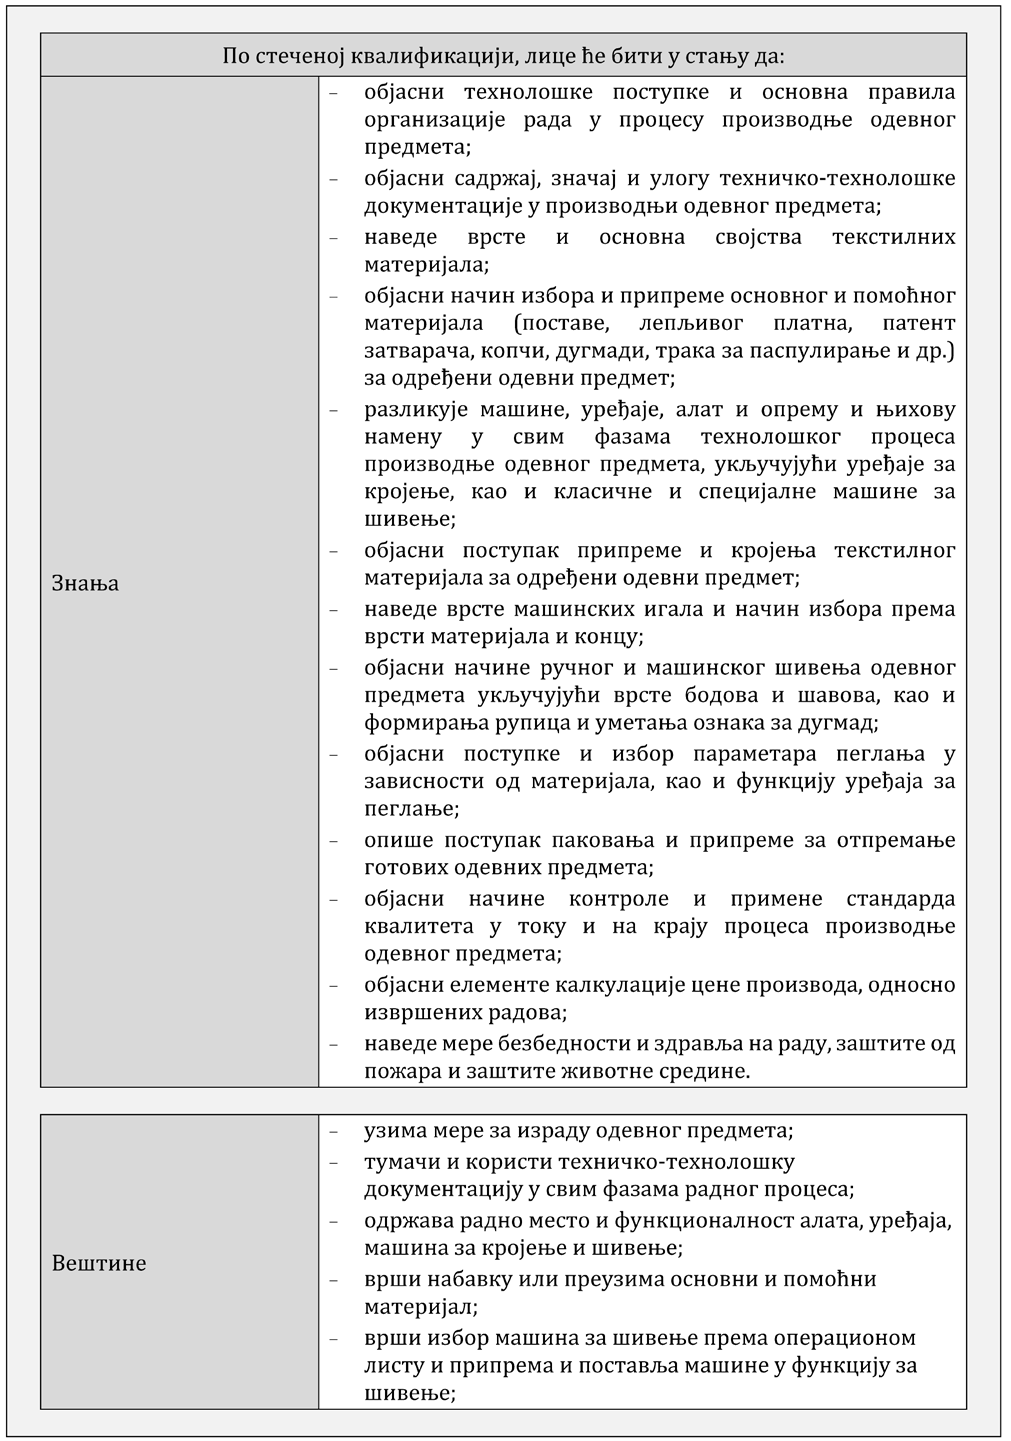 По стеченој квалификацији, лице ће бити у стању да:
Знања
– објасни технолошке поступке и основна правила
организације рада у процесу производње одевног
предмета;
– објасни садржај, значај и улогу техничко-технолошке
документације у производњи одевног предмета;
– наведе врсте и основна својства текстилних
материјала;
– објасни начин избора и припреме основног и помоћног
материјала (поставе, лепљивог платна, патент
затварача, копчи, дугмади, трака за паспулирање и др.)
за одређени одевни предмет;
– разликује машине, уређаје, алат и опрему и њихову
намену у свим фазама технолошког процеса
производње одевног предмета, укључујући уређаје за
кројење, као и класичне и специјалне машине за
шивење;
– објасни поступак припреме и кројења текстилног
материјала за одређени одевни предмет;
– наведе врсте машинских игала и начин избора према
врсти материјала и концу;
– објасни начине ручног и машинског шивења одевног
предмета укључујући врсте бодова и шавова, као и
формирања рупица и уметања ознака за дугмад;
– објасни поступке и избор параметара пеглања у
зависности од материјала, као и функцију уређаја за
пеглање;
– опише поступак паковања и припреме за отпремање
готових одевних предмета;
– објасни начине контроле и примене стандарда
квалитета у току и на крају процеса производње
одевног предмета;
– објасни елементе калкулације цене производа, односно
извршених радова;
– наведе мере безбедности и здравља на раду, заштите од
пожара и заштите животне средине.
Вештине
– узима мере за израду одевног предмета;
– тумачи и користи техничко-технолошку
документацију у свим фазама радног процеса;
– одржава радно место и функционалност алата, уређаја,
машина за кројење и шивење;
– врши набавку или преузима основни и помоћни
материјал;
– врши избор машина за шивење према операционом
листу и припрема и поставља машине у функцију за
шивење;